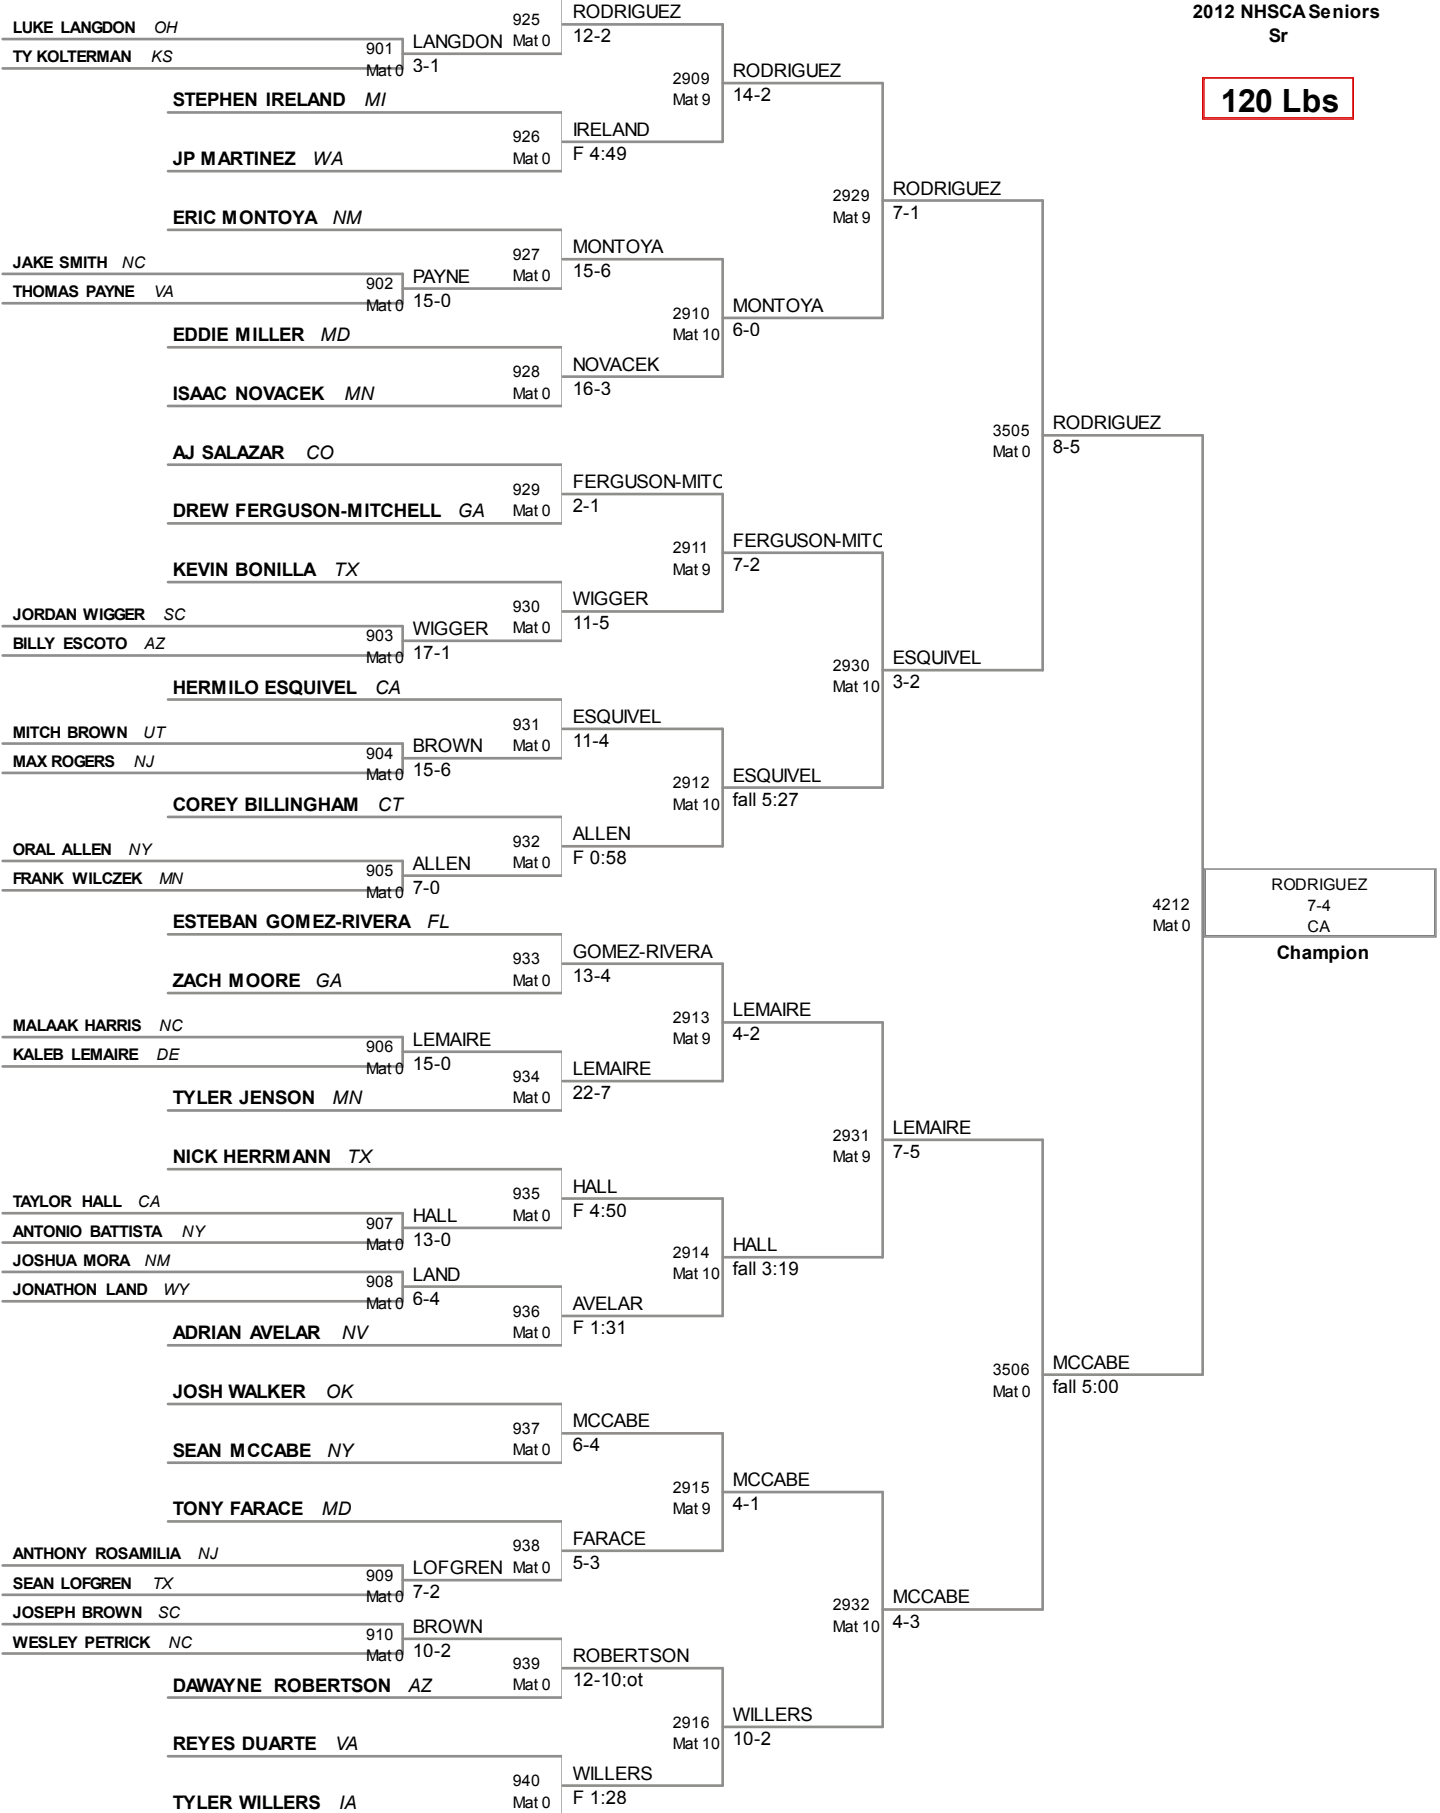 2012 NHSCA Seniors
Sr
120 Lbs
LUKE LANGDON OH
TY KOLTERMAN KS
901
Mat 0
LANGDON
3-1
925
Mat 0
RODRIGUEZ
12-2
STEPHEN IRELAND MI
JP MARTINEZ WA
926
Mat 0
IRELAND
F 4:49
2909
Mat 9
RODRIGUEZ
14-2
ERIC MONTOYA NM
JAKE SMITH NC
THOMAS PAYNE VA
902
Mat 0
PAYNE
15-0
927
Mat 0
MONTOYA
15-6
EDDIE MILLER MD
ISAAC NOVACEK MN
928
Mat 0
NOVACEK
16-3
2910
Mat 10
MONTOYA
6-0
2929
Mat 9
RODRIGUEZ
7-1
AJ SALAZAR CO
DREW FERGUSON-MITCHELL GA
929
Mat 0
FERGUSON-MITC
2-1
KEVIN BONILLA TX
JORDAN WIGGER SC
BILLY ESCOTO AZ
903
Mat 0
WIGGER
17-1
930
Mat 0
WIGGER
11-5
2911
Mat 9
FERGUSON-MITC
7-2
HERMILO ESQUIVEL CA
MITCH BROWN UT
MAX ROGERS NJ
904
Mat 0
BROWN
15-6
931
Mat 0
ESQUIVEL
11-4
COREY BILLINGHAM CT
ORAL ALLEN NY
FRANK WILCZEK MN
905
Mat 0
ALLEN
7-0
932
Mat 0
ALLEN
F 0:58
2912
Mat 10
ESQUIVEL
fall 5:27
2930
Mat 10
ESQUIVEL
3-2
3505
Mat 0
RODRIGUEZ
8-5
ESTEBAN GOMEZ-RIVERA FL
ZACH MOORE GA
933
Mat 0
GOMEZ-RIVERA
13-4
MALAAK HARRIS NC
KALEB LEMAIRE DE
906
Mat 0
LEMAIRE
15-0
TYLER JENSON MN
934
Mat 0
LEMAIRE
22-7
2913
Mat 9
LEMAIRE
4-2
NICK HERRMANN TX
TAYLOR HALL CA
ANTONIO BATTISTA NY
907
Mat 0
HALL
13-0
935
Mat 0
HALL
F 4:50
JOSHUA MORA NM
JONATHON LAND WY
908
Mat 0
LAND
6-4
ADRIAN AVELAR NV
936
Mat 0
AVELAR
F 1:31
2914
Mat 10
HALL
fall 3:19
2931
Mat 9
LEMAIRE
7-5
JOSH WALKER OK
SEAN MCCABE NY
937
Mat 0
MCCABE
6-4
TONY FARACE MD
ANTHONY ROSAMILIA NJ
SEAN LOFGREN TX
909
Mat 0
LOFGREN
7-2
938
Mat 0
FARACE
5-3
2915
Mat 9
MCCABE
4-1
JOSEPH BROWN SC
WESLEY PETRICK NC
910
Mat 0
BROWN
10-2
DAWAYNE ROBERTSON AZ
939
Mat 0
ROBERTSON
12-10;ot
REYES DUARTE VA
TYLER WILLERS IA
940
Mat 0
WILLERS
F 1:28
2916
Mat 10
WILLERS
10-2
2932
Mat 10
MCCABE
4-3
3506
Mat 0
MCCABE
fall 5:00
4212
Mat 0
RODRIGUEZ
7-4
CA
Champion